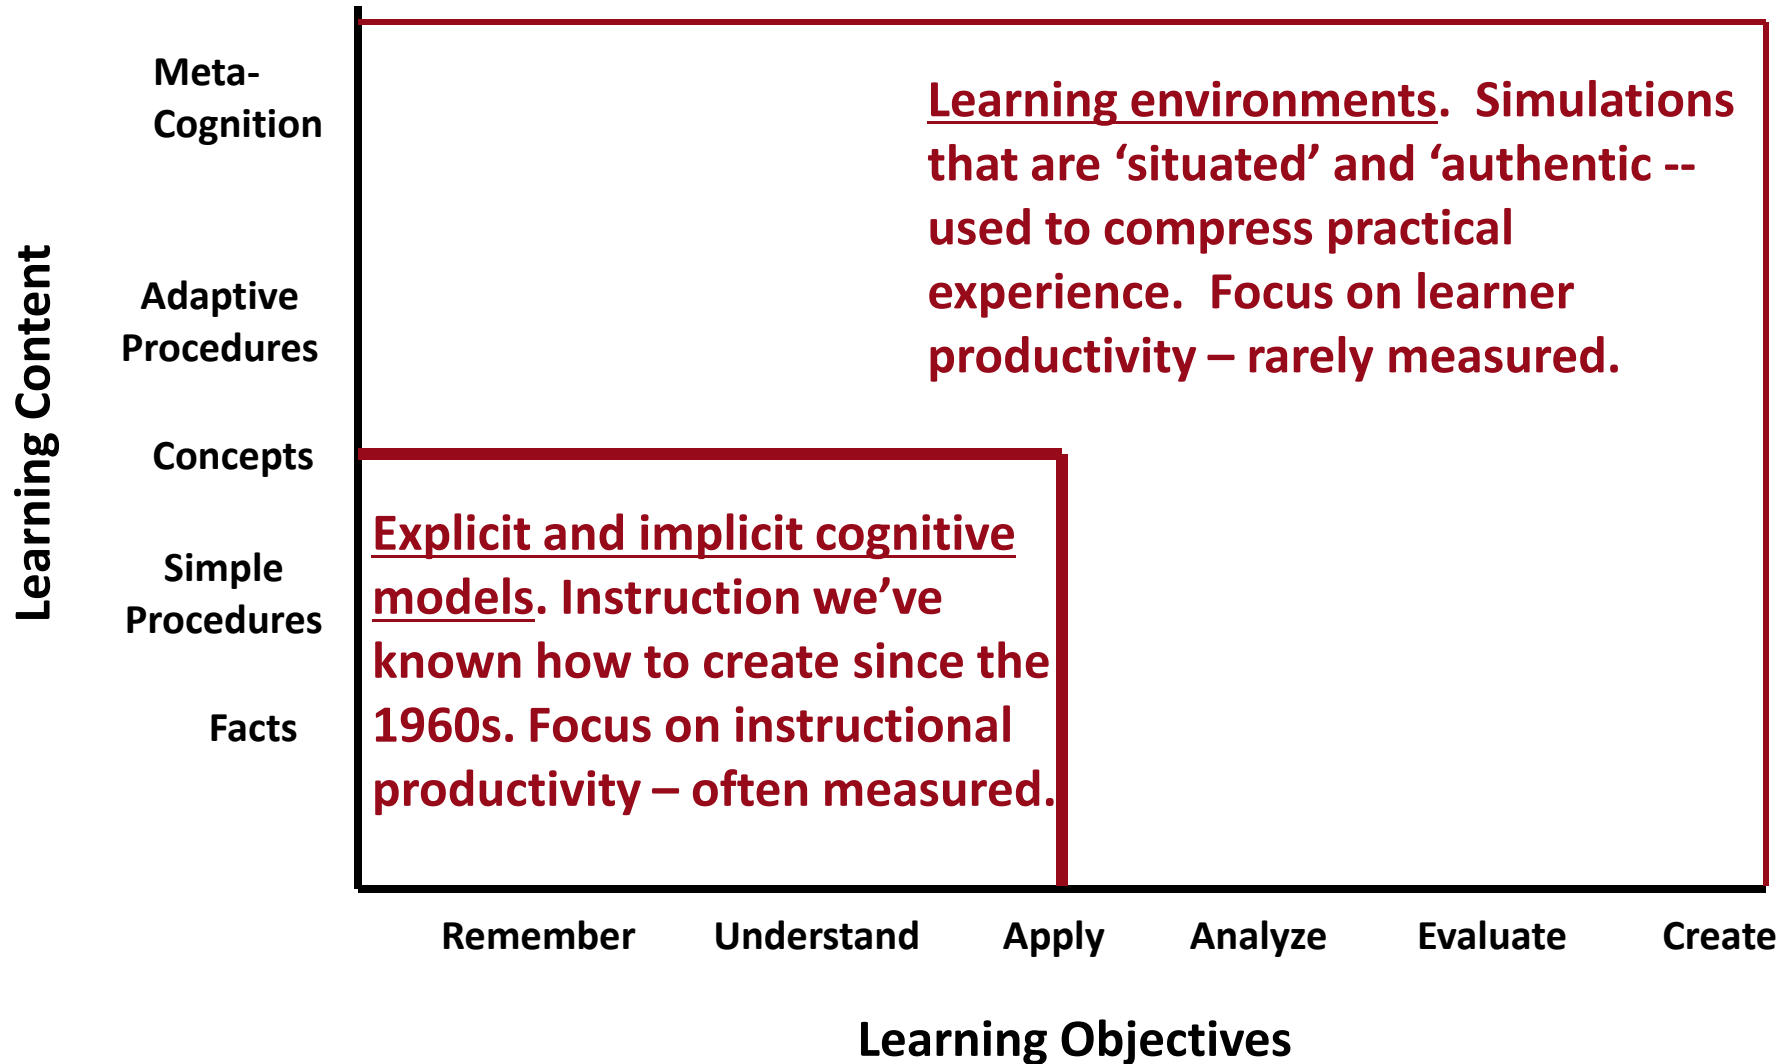 Learning Content
Meta-
Cognition
Adaptive
Procedures
Concepts
Simple
Procedures
Facts
Learning environments.  Simulations
that are ‘situated’ and ‘authentic --
used to compress practical
experience.  Focus on learner
productivity – rarely measured.
Explicit and implicit cognitive
models. Instruction we’ve
known how to create since the
1960s. Focus on instructional
productivity – often measured.
Remember
Understand
Apply
Analyze
Evaluate
Create
Learning Objectives